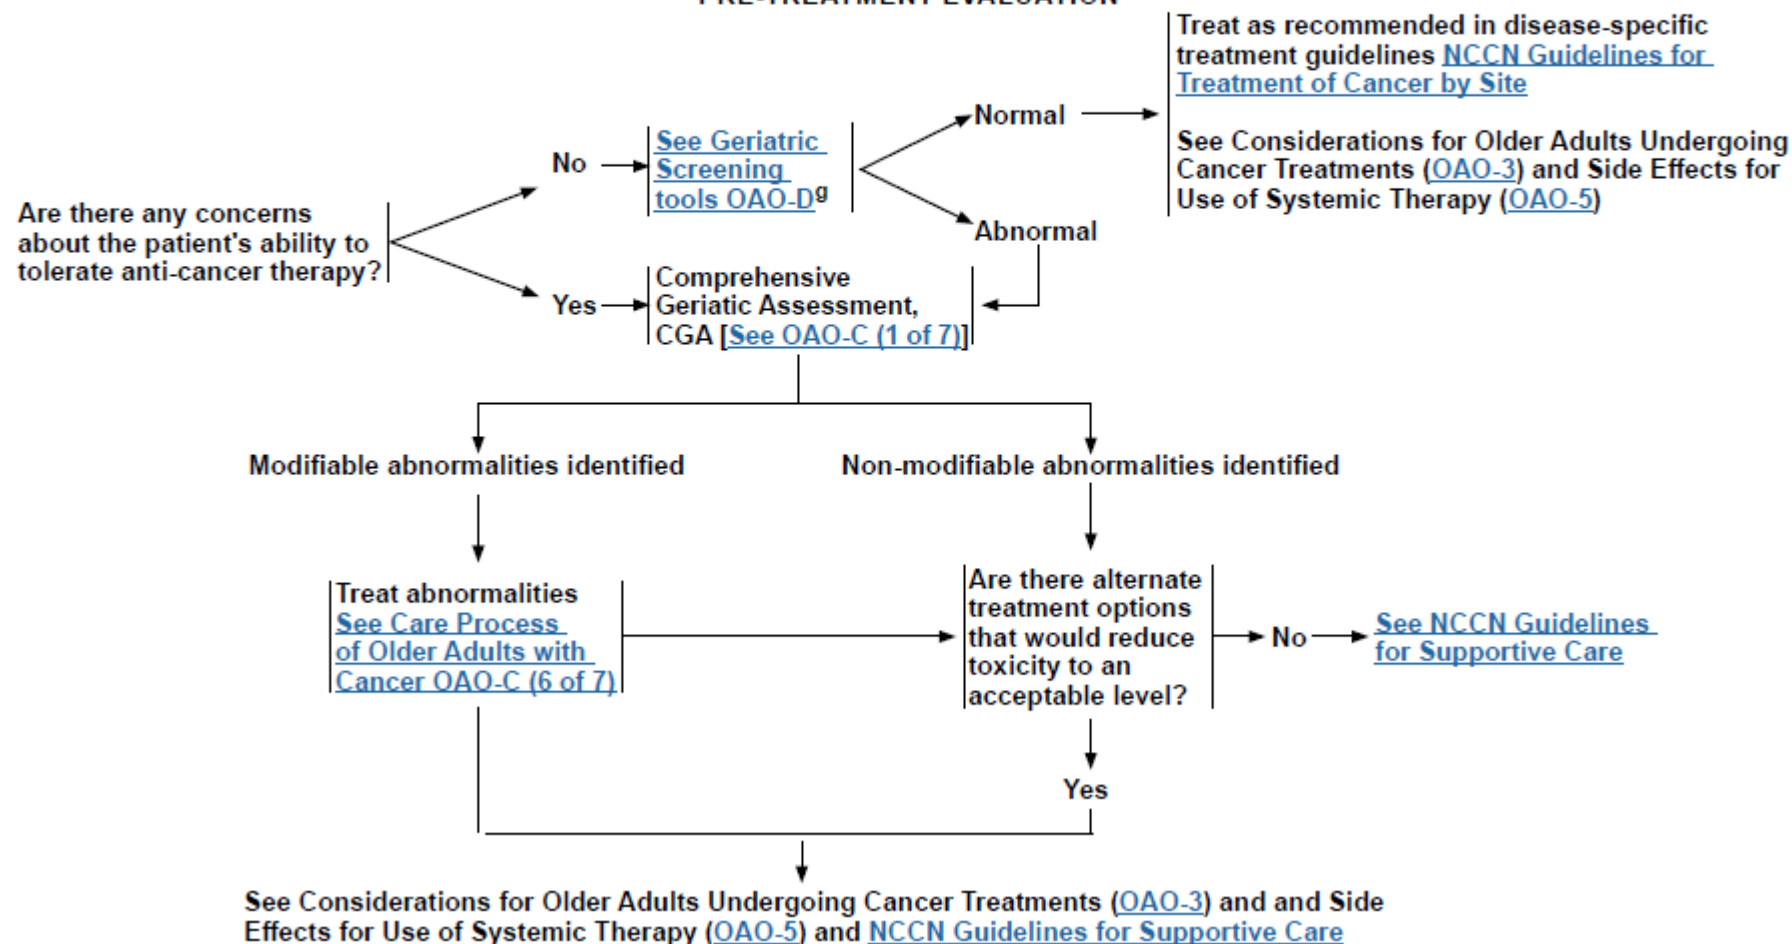 PRE-TREATMENT EVALUATION
Treat as recommended in disease-specific
treatment guidelines NCCN Guidelines for
Treatment of Cancer by Site
See Considerations for Older Adults Undergoing
Cancer Treatments (OAO-3) and Side Effects for
Use of Systemic Therapy (OAO-5)
Normal
No
See Geriatric
Screening
tools OAO-Dg
Are there any concerns
about the patient's ability to
tolerate anti-cancer therapy?
Abnormal
Yes
Comprehensive
Geriatic Assessment,
CGA [See OAO-C (1 of 7)]
Modifiable abnormalities identified
Non-modifiable abnormalities identified
Treat abnormalities
See Care Process
of Older Adults with
Cancer OAO-C (6 of 7)
Are there alternate
treatment options
that would reduce
toxicity to an
acceptable level?
No
See NCCN Guidelines
for Supportive Care
Yes
See Considerations for Older Adults Undergoing Cancer Treatments (OAO-3) and and Side
Effects for Use of Systemic Therapy (OAO-5) and NCCN Guidelines for Supportive Care